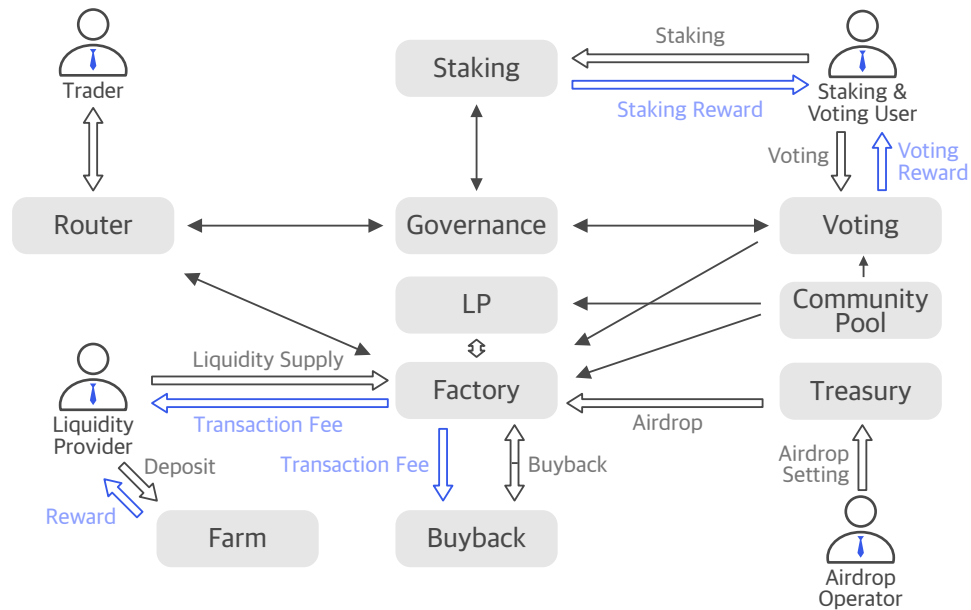 Trader
Staking
Staking
Staking Reward
Staking &
Voting User
Voting
Voting
Reward
Router
Governance
Voting
LP
Community
Pool
Liquidity Supply
Factory
Treasury
Transaction Fee
Airdrop
Liquidity
Provider
Deposit
Reward
Transaction Fee
Buyback
Airdrop
Setting
Farm
Buyback
Airdrop
Operator